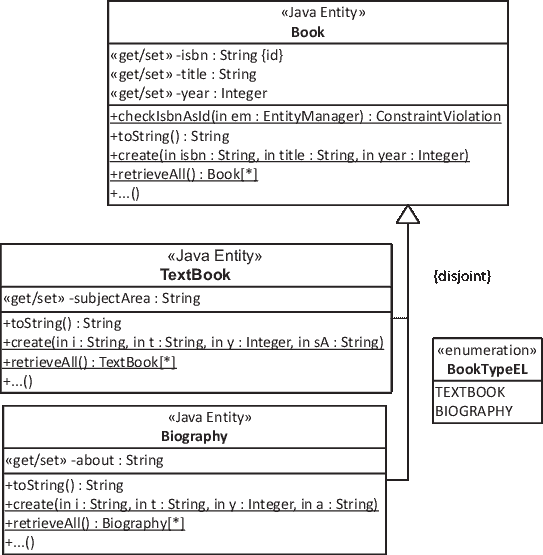 «Java Entity»
Book
«get/set» -isbn : String {id}
«get/set» -title : String
«get/set» -year : Integer
+checkIsbnAsId(in em : EntityManager) : ConstraintViolation
+toString() : String
+create(in isbn : String, in title : String, in year : Integer)
+retrieveAll() : Book[*]
+...()
«Java Entity»
TextBook
«get/set» -subjectArea : String
+toString() : String
+create(in i : String, in t : String, in y : Integer, in sA : String)
+retrieveAll() : TextBook[*]
+...()
{disjoint}
«enumeration»
BookTypeEL
TEXTBOOK
BIOGRAPHY
«Java Entity»
Biography
«get/set» -about : String
+toString() : String
+create(in i : String, in t : String, in y : Integer, in a : String)
+retrieveAll() : Biography[*]
+...()